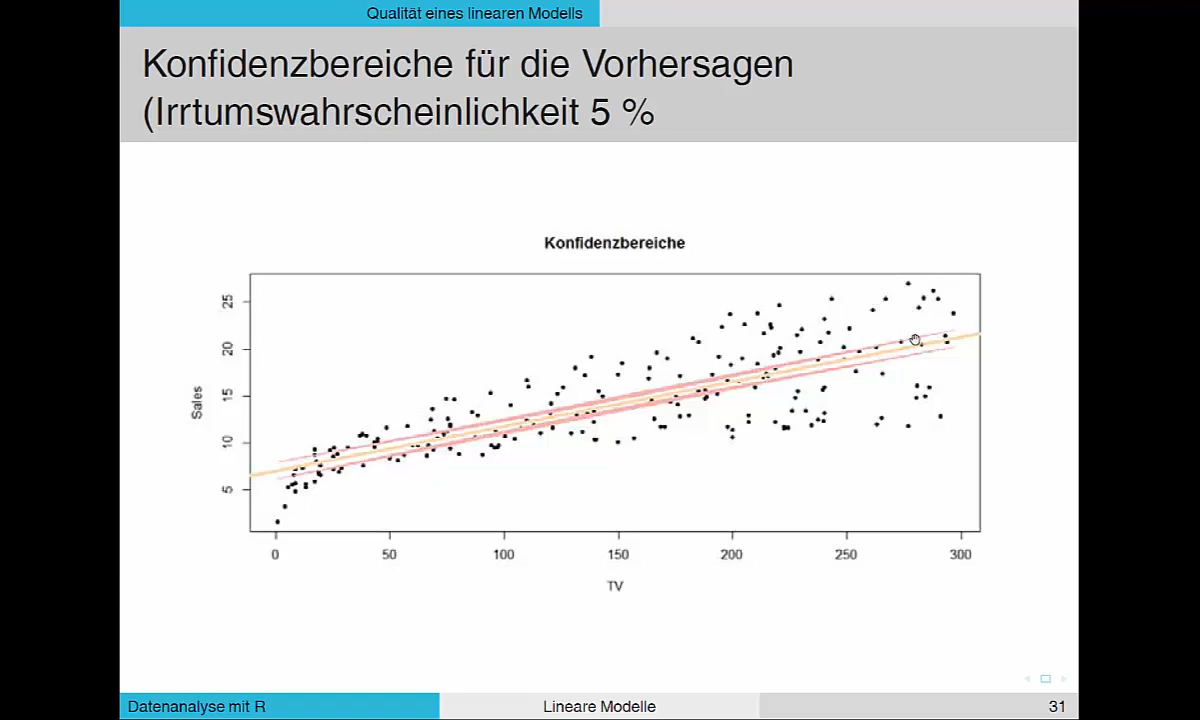 Qualität eines linearen Modells
Konfidenzbereiche für die Vorhersagen
(Irrtumswahrscheinlichkeit 5 %
Konfidenzbereiche
Sales
25
20
15
10
5
0 50 100 150 200 250 300
TV
Datenanalyse mit R Lineare Modelle 31